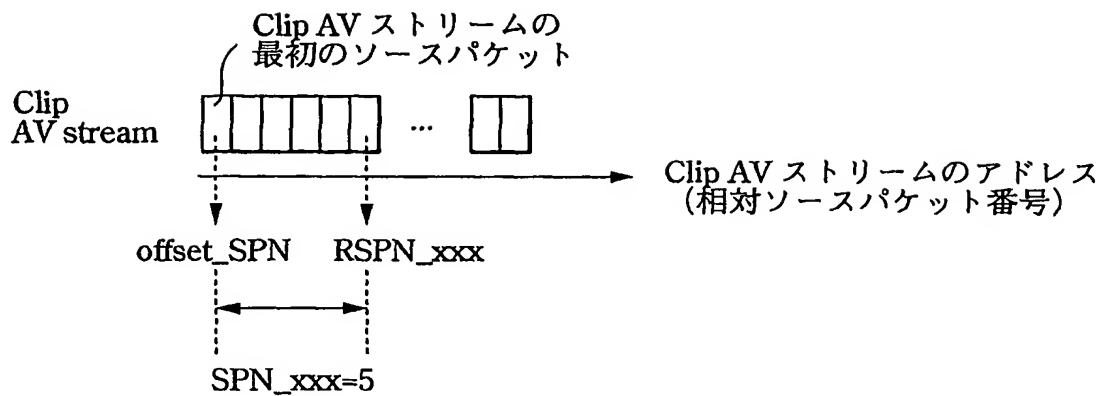 Clip AV ストリームの
最初のソースパケット
Clip
AV stream
...
Clip AV ストリームのアドレス
(相対ソースパケット番号)
offset_SPN RSPN_xxx
SPN_xxx=5